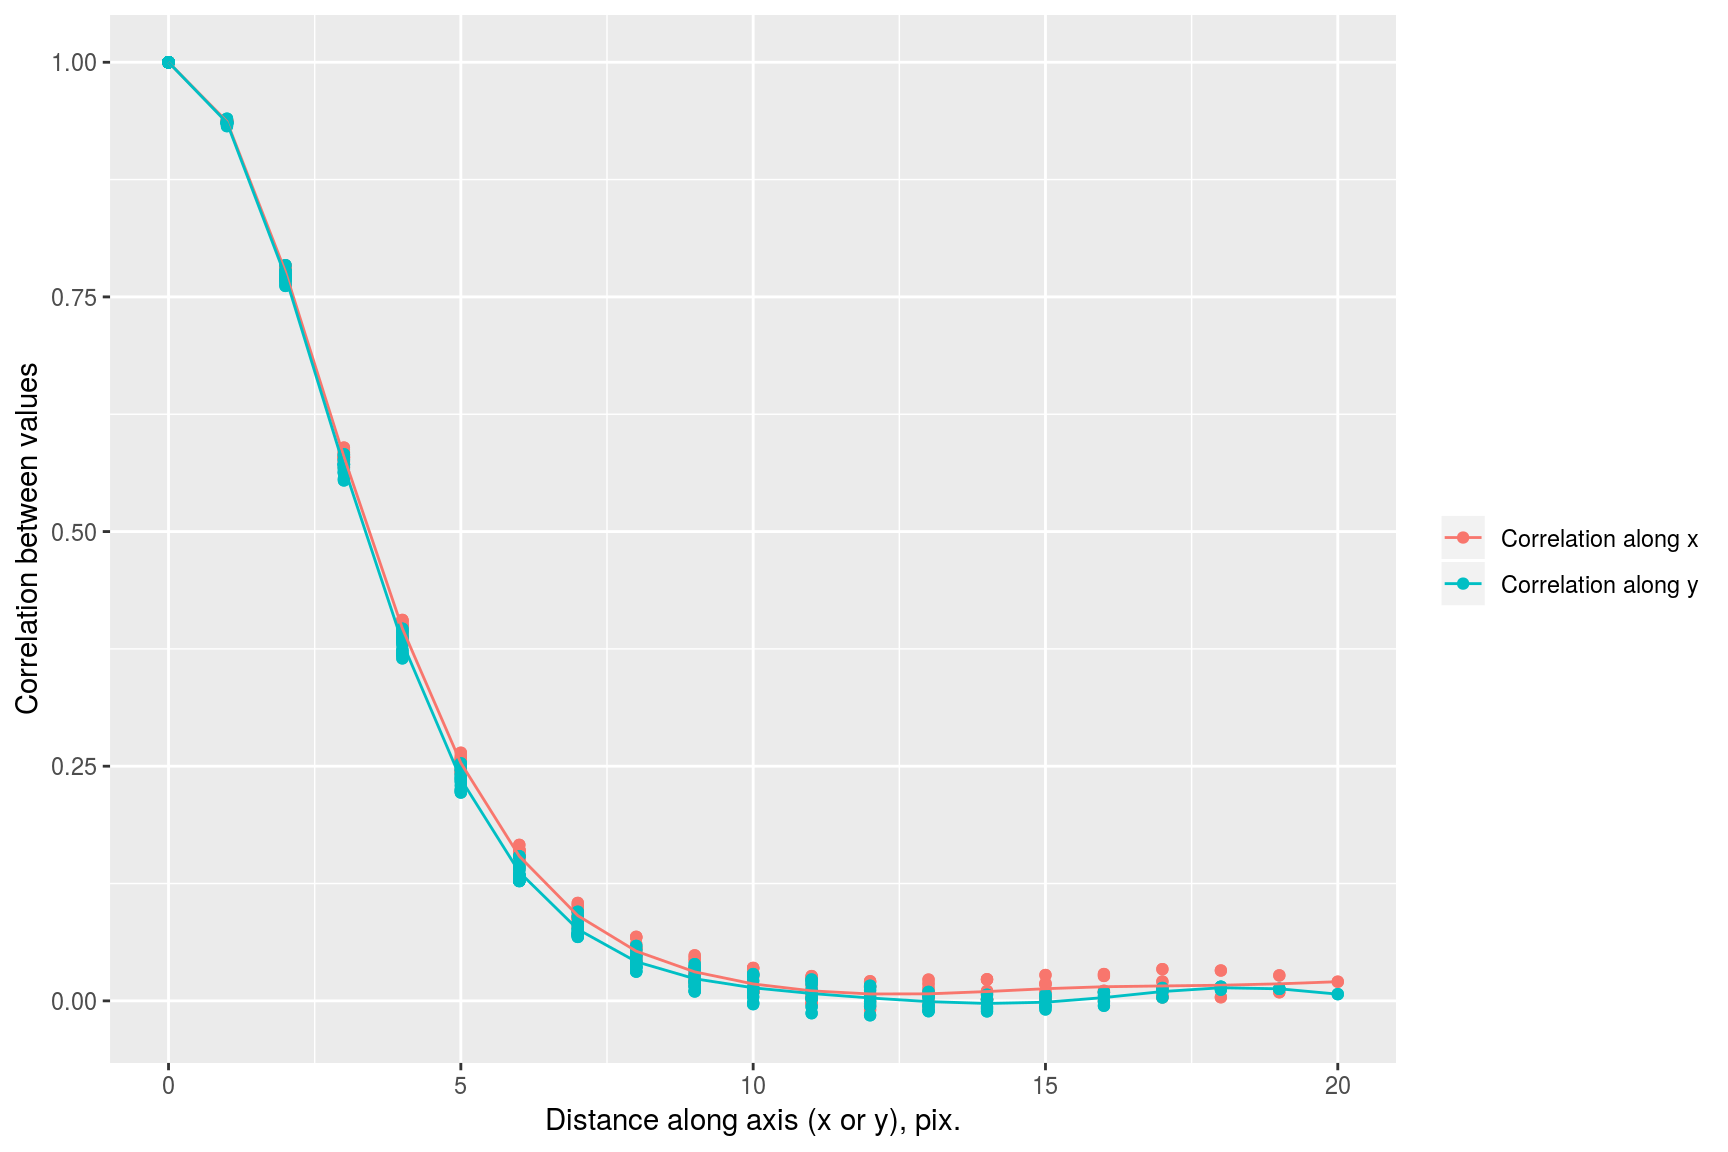 1.00
0.75
0.50
0.25
0.00
Correlation between values
0 5 10 15 20
Distance along axis (x or y), pix.
Correlation along x
Correlation along y